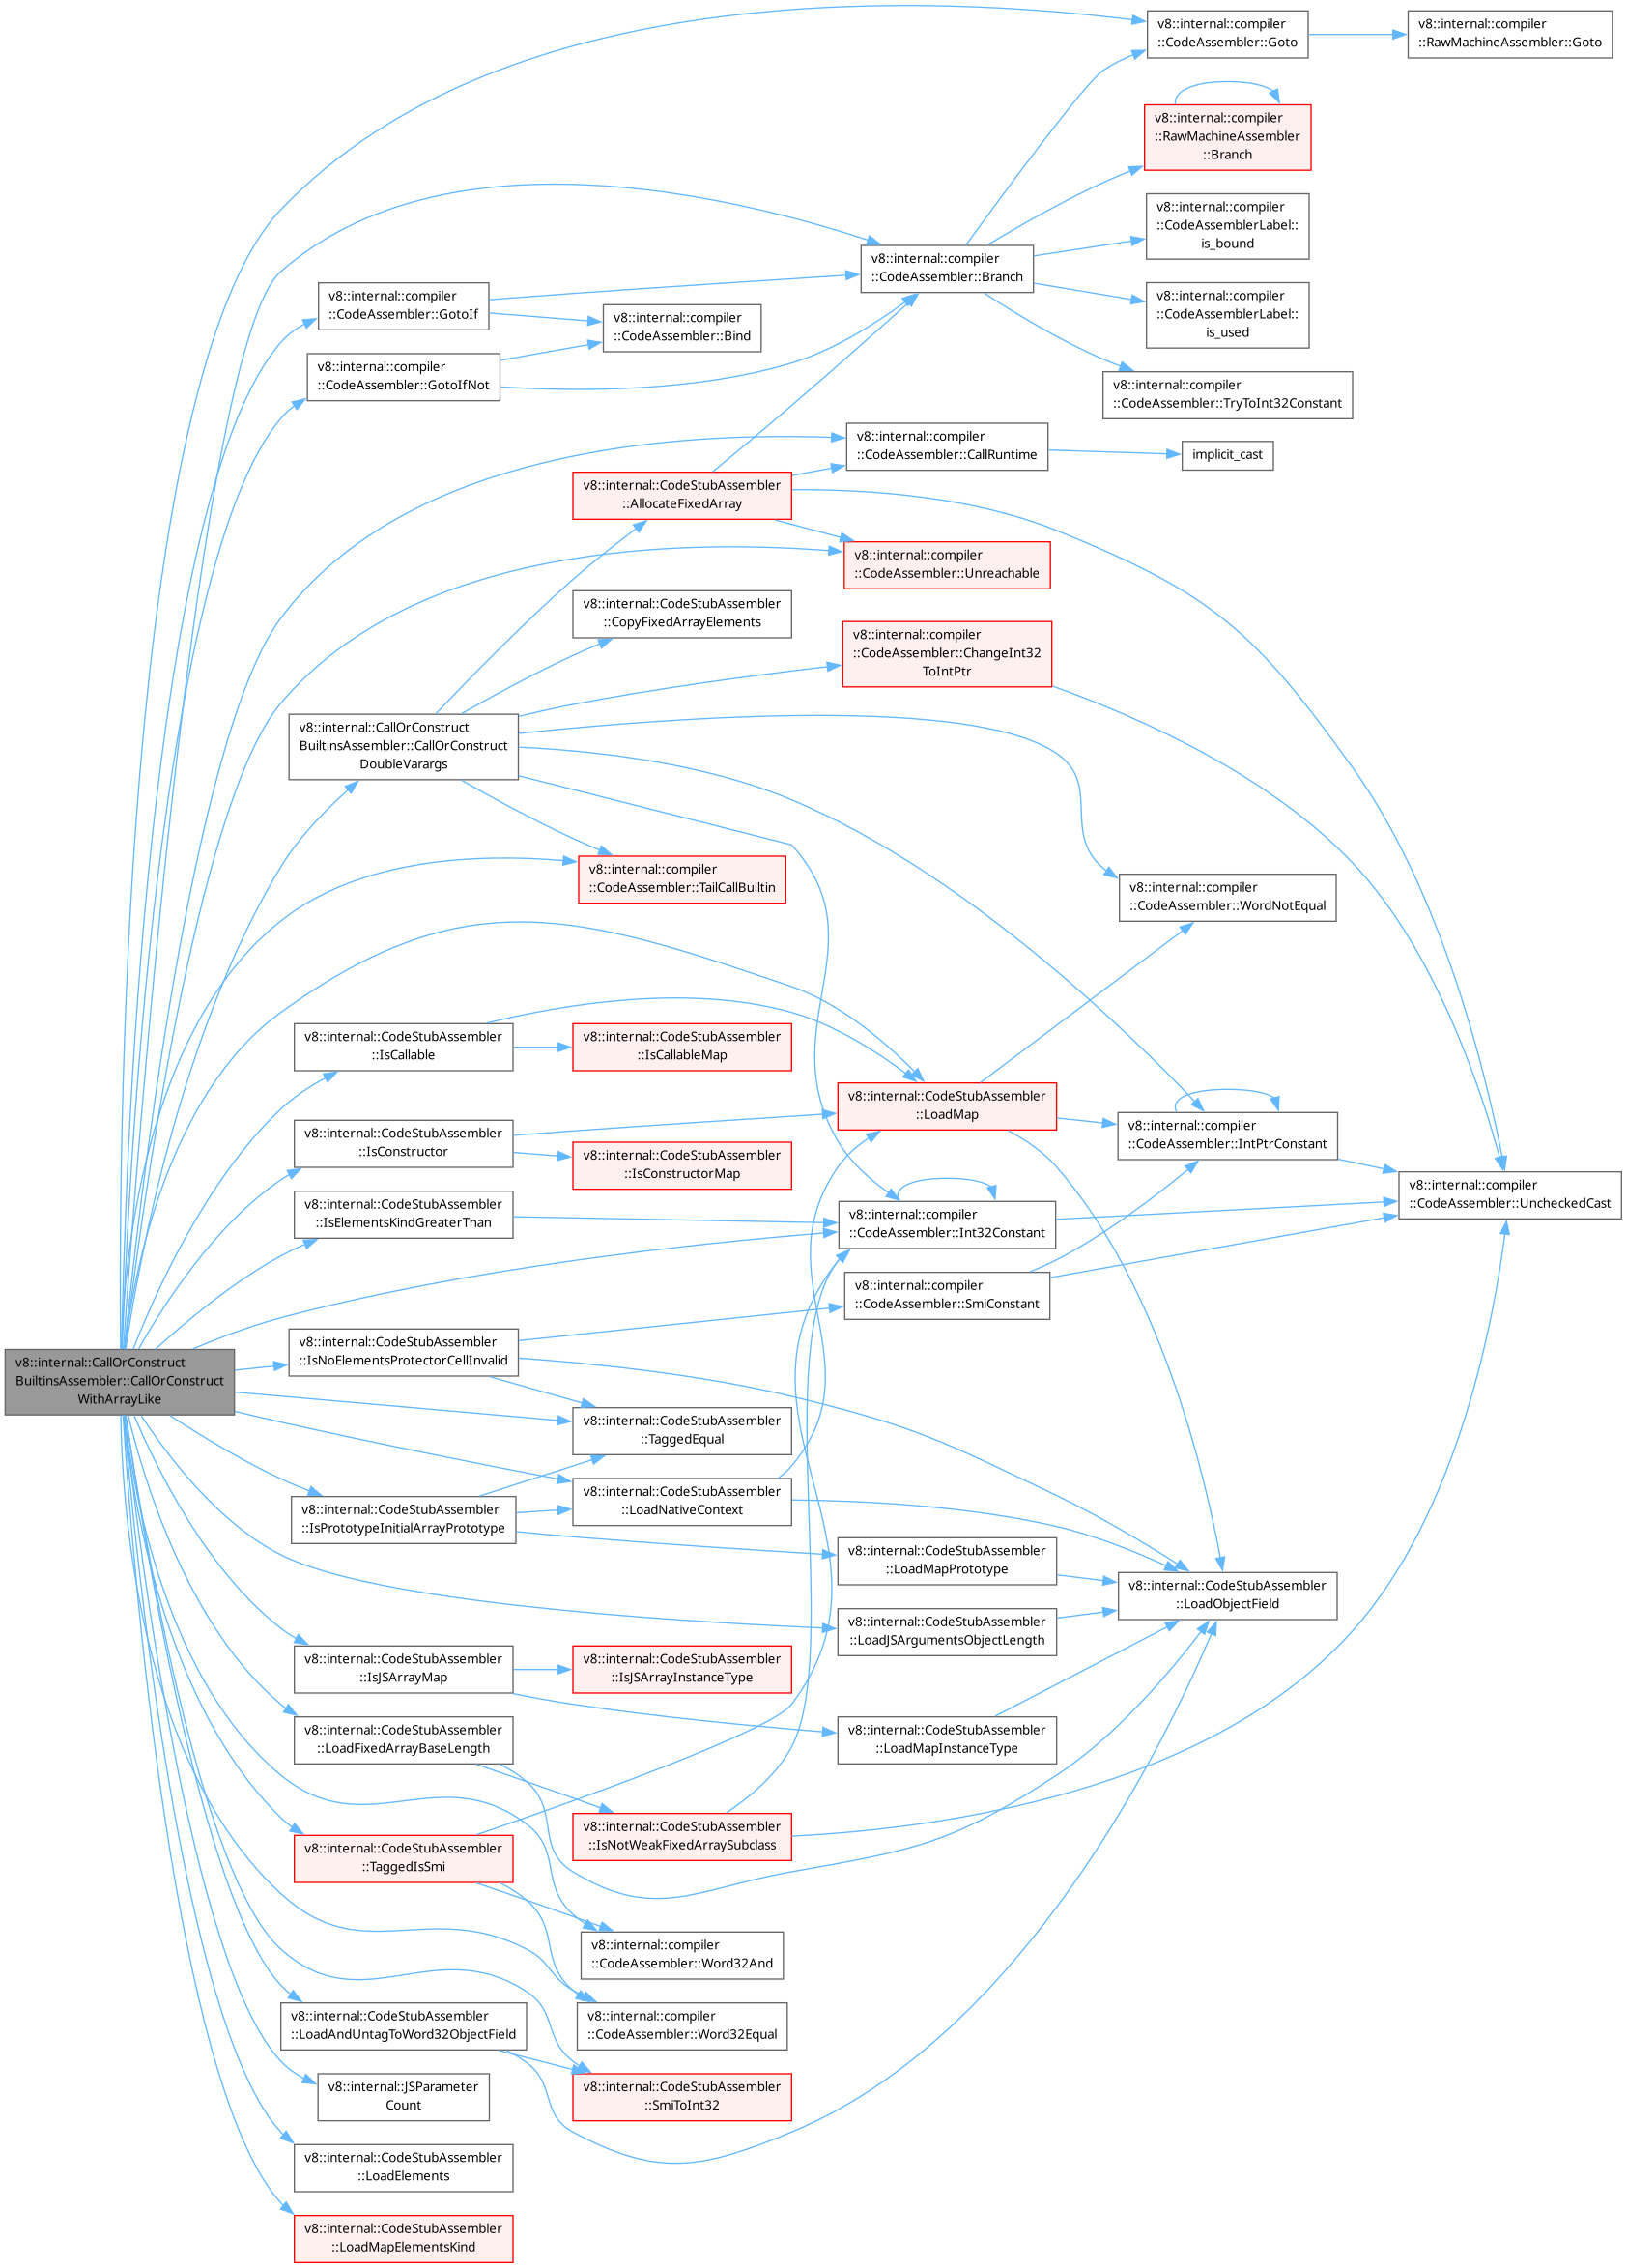 v8::internal::compiler
::CodeAssembler::Goto
v8::internal::compiler
::RawMachineAssembler::Goto
v8::internal::compiler
::RawMachineAssembler
::Branch
v8::internal::compiler
::CodeAssemblerLabel::
is_bound
v8::internal::compiler
::CodeAssembler::Branch
v8::internal::compiler
::CodeAssembler::GotoIf
v8::internal::compiler
::CodeAssemblerLabel::
is_used
v8::internal::compiler
::CodeAssembler::Bind
v8::internal::compiler
::CodeAssembler::GotoIfNot
v8::internal::compiler
::CodeAssembler::TryToInt32Constant
v8::internal::compiler
::CodeAssembler::CallRuntime
implicit_cast
v8::internal::CodeStubAssembler
::AllocateFixedArray
v8::internal::compiler
::CodeAssembler::Unreachable
v8::internal::CodeStubAssembler
::CopyFixedArrayElements
v8::internal::compiler
::CodeAssembler::ChangeInt32
ToIntPtr
v8::internal::CallOrConstruct
BuiltinsAssembler::CallOrConstruct
DoubleVarargs
v8::internal::compiler
::CodeAssembler::TailCallBuiltin
v8::internal::compiler
::CodeAssembler::WordNotEqual
v8::internal::CodeStubAssembler
::IsCallable
v8::internal::CodeStubAssembler
::IsCallableMap
v8::internal::CodeStubAssembler
::LoadMap
v8::internal::compiler
::CodeAssembler::IntPtrConstant
v8::internal::CodeStubAssembler
::IsConstructor
v8::internal::CodeStubAssembler
::IsConstructorMap
v8::internal::compiler
::CodeAssembler::UncheckedCast
v8::internal::CodeStubAssembler
::IsElementsKindGreaterThan
v8::internal::compiler
::CodeAssembler::Int32Constant
v8::internal::compiler
::CodeAssembler::SmiConstant
v8::internal::CallOrConstruct
BuiltinsAssembler::CallOrConstruct
WithArrayLike
v8::internal::CodeStubAssembler
::IsNoElementsProtectorCellInvalid
v8::internal::CodeStubAssembler
::TaggedEqual
v8::internal::CodeStubAssembler
::LoadNativeContext
v8::internal::CodeStubAssembler
::IsPrototypeInitialArrayPrototype
v8::internal::CodeStubAssembler
::LoadMapPrototype
v8::internal::CodeStubAssembler
::LoadObjectField
v8::internal::CodeStubAssembler
::LoadJSArgumentsObjectLength
v8::internal::CodeStubAssembler
::IsJSArrayMap
v8::internal::CodeStubAssembler
::IsJSArrayInstanceType
v8::internal::CodeStubAssembler
::LoadFixedArrayBaseLength
v8::internal::CodeStubAssembler
::LoadMapInstanceType
v8::internal::CodeStubAssembler
::IsNotWeakFixedArraySubclass
v8::internal::CodeStubAssembler
::TaggedIsSmi
v8::internal::compiler
::CodeAssembler::Word32And
v8::internal::CodeStubAssembler
::LoadAndUntagToWord32ObjectField
v8::internal::compiler
::CodeAssembler::Word32Equal
v8::internal::JSParameter
Count
v8::internal::CodeStubAssembler
::SmiToInt32
v8::internal::CodeStubAssembler
::LoadElements
v8::internal::CodeStubAssembler
::LoadMapElementsKind